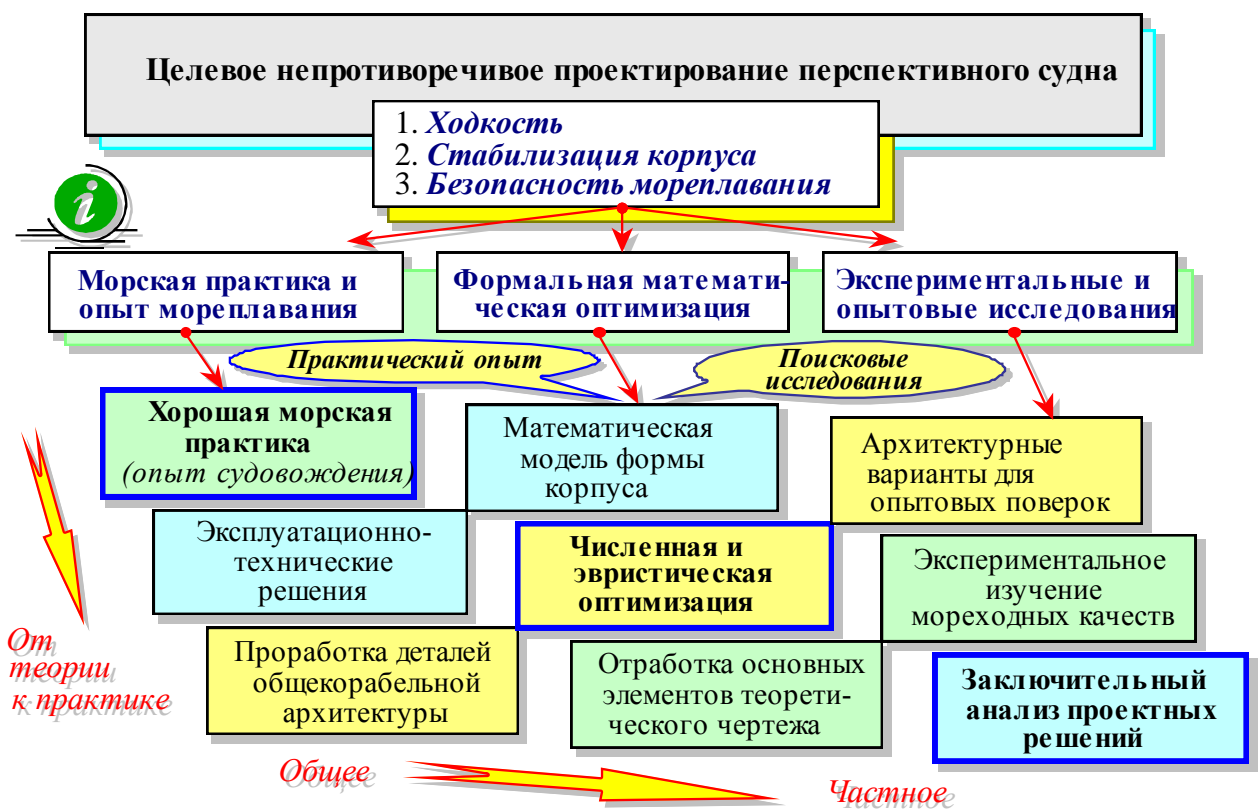 Целевое непротиворечивое проектирование перспективного судна
1. Ходкость
2. Стабилизация корпуса
3. Безопасность мореплавания
i
Морская практика и
опыт мореплавания
Формальная математи-
ческая оптимизация
Экспериментальные и
опытовые исследования
Практический опыт
Поисковые
исследования
Хорошая морская
практика
(опыт судовождения)
Математическая
модель формы
корпуса
Архитектурные
варианты для
опытовых поверок
Эксплуатационно-
технические
решения
Численная и
эвристическая
оптимизация
Экспериментальное
изучение
мореходных качеств
Проработка деталей
общекорабельной
архитектуры
Отработка основных
элементов теорети-
ческого чертежа
Заключительный
анализ проектных
решений
От
теории
к практике
Общее
Частное